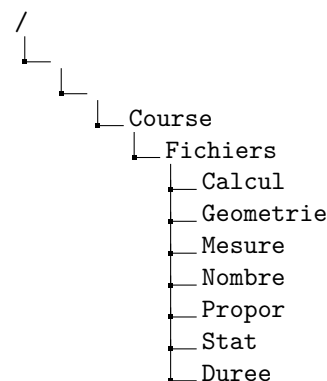 /
Course
Fichiers
Calcul
Geometrie
Mesure
Nombre
Propor
Stat
Duree